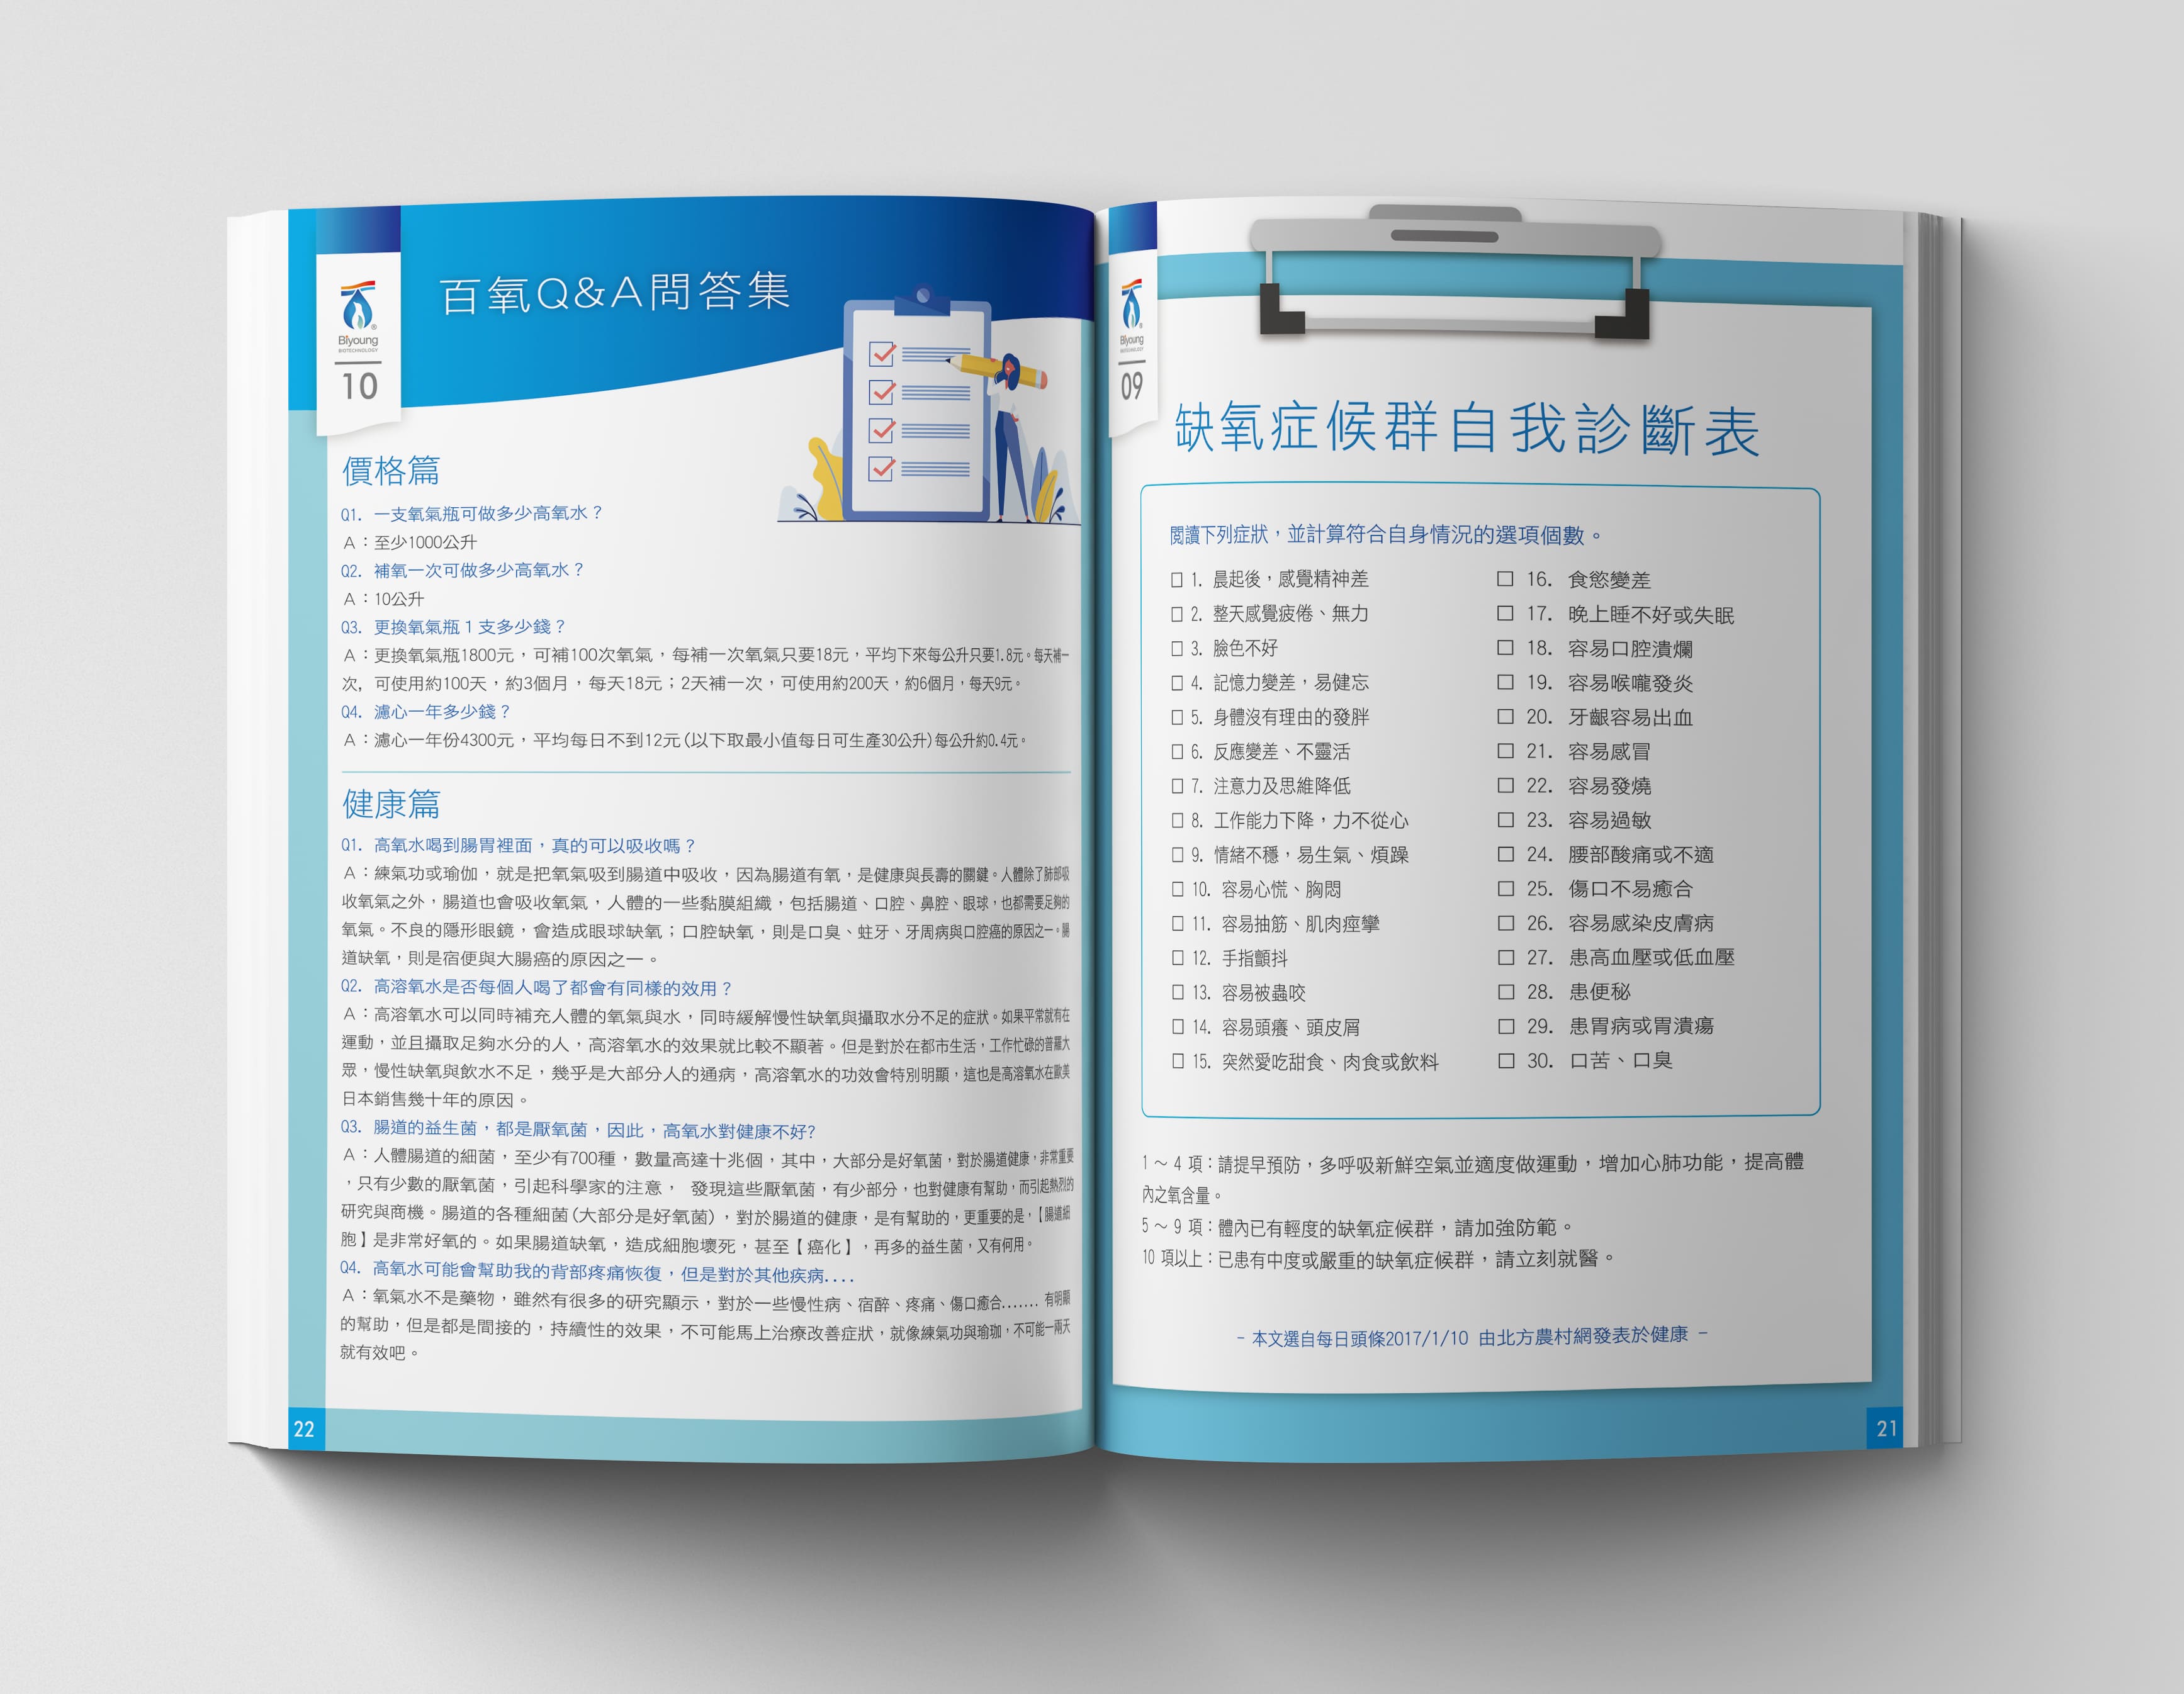 Biyoung
BIOTECHNOLOGY
10
百氧Q&A問答集
價格篇
Q1. 一支氧氣瓶可做多少高氧水？
A：至少1000公升
Q2. 補氧一次可做多少高氧水？
A：10公升
Q3. 更換氧氣瓶1支多少錢？
A：更換氧氣瓶1800元，可補100次氧氣，每補一次氧氣只要18元，平均下來每公升只要1.8元。每天補一
次，可使用約100天，約3個月，每天18元；2天補一次，可使用約200天，約6個月，每天9元。
Q4. 濾心一年多少錢？
A：濾心一年份4300元，平均每日不到12元(以下取最小值每日可生產30公升)每公升約0.4元。
健康篇
Q1. 高氧水喝到腸胃裡面，真的可以吸收嗎？
A：練氣功或瑜伽，就是把氧氣吸到腸道中吸收，因為腸道有氧，是健康與長壽的關鍵。人體除了肺部吸
收氧氣之外，腸道也會吸收氧氣，人體的一些黏膜組織，包括腸道、口腔、鼻腔、眼球，也都需要足夠的
氧氣。不良的隱形眼鏡，會造成眼球缺氧；口腔缺氧，則是口臭、蛀牙、牙周病與口腔癌的原因之一。腸
道缺氧，則是宿便與大腸癌的原因之一。
Q2. 高溶氧水是否每個人喝了都會有同樣的效用？
A：高溶氧水可以同時補充人體的氧氣與水，同時緩解慢性缺氧與攝取水分不足的症狀。如果平常就有在
運動，並且攝取足夠水分的人，高溶氧水的效果就比較不顯著。但是對於在都市生活，工作忙碌的普羅大
眾，慢性缺氧與飲水不足，幾乎是大部分人的通病，高溶氧水的功效會特別明顯，這也是高溶氧水在歐美
日本銷售幾十年的原因。
Q3. 腸道的益生菌，都是厭氧菌，因此，高氧水對健康不好?
A：人體腸道的細菌，至少有700種，數量高達十兆個，其中，大部分是好氧菌，對於腸道健康，非常重要
，只有少數的厭氧菌，引起科學家的注意， 發現這些厭氧菌，有少部分，也對健康有幫助，而引起熱烈的
研究與商機。腸道的各種細菌(大部分是好氧菌)，對於腸道的健康，是有幫助的，更重要的是，【腸道細
胞】是非常好氧的。如果腸道缺氧，造成細胞壞死，甚至【癌化】，再多的益生菌，又有何用。
Q4. 高氧水可能會幫助我的背部疼痛恢復，但是對於其他疾病....
A：氧氣水不是藥物，雖然有很多的研究顯示，對於一些慢性病、宿醉、疼痛、傷口癒合....... 有明顯
的幫助，但是都是間接的，持續性的效果，不可能馬上治療改善症狀，就像練氣功與瑜珈，不可能一兩天
就有效吧。
22
Biyoung
BIOTECHNOLOGY
09
缺氧症候群自我診斷表
閱讀下列症狀，並計算符合自身情況的選項個數。
□ 1. 晨起後，感覺精神差
□ 2. 整天感覺疲倦、無力
□ 3. 臉色不好
□ 4. 記憶力變差，易健忘
□ 5. 身體沒有理由的發胖
□ 6. 反應變差、不靈活
□ 7. 注意力及思維降低
□ 8. 工作能力下降，力不從心
□ 9. 情緒不穩，易生氣、煩躁
□ 10. 容易心慌、胸悶
□ 11. 容易抽筋、肌肉痙攣
□ 12. 手指顫抖
□ 13. 容易被蟲咬
□ 14. 容易頭癢、頭皮屑
□ 15. 突然愛吃甜食、肉食或飲料
□ 16. 食慾變差
□ 17. 晚上睡不好或失眠
□ 18. 容易口腔潰爛
□ 19. 容易喉嚨發炎
□ 20. 牙齦容易出血
□ 21. 容易感冒
□ 22. 容易發燒
□ 23. 容易過敏
□ 24. 腰部酸痛或不適
□ 25. 傷口不易癒合
□ 26. 容易感染皮膚病
□ 27. 患高血壓或低血壓
□ 28. 患便秘
□ 29. 患胃病或胃潰瘍
□ 30. 口苦、口臭
1～4 項：請提早預防，多呼吸新鮮空氣並適度做運動，增加心肺功能，提高體
內之氧含量。
5～9 項：體內已有輕度的缺氧症候群，請加強防範。
10 項以上：已患有中度或嚴重的缺氧症候群，請立刻就醫。
- 本文選自每日頭條2017/1/10 由北方農村網發表於健康 -
21